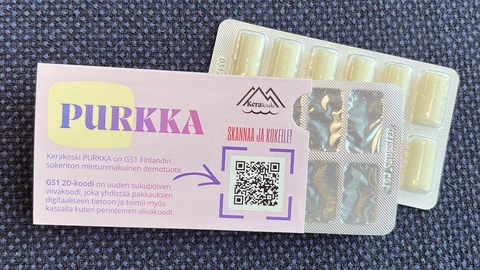 PURKKA
Kerakoski
SKANNAA JA KOKEILE!
Kerakoski PURKKA on GS1 Finlandin
sokeriton mintunmakuinen demotuote.
GS1 2D-koodi on uuden sukupolven
viivakoodi, joka yhdistää pakkauksen
digitaaliseen tietoon ja toimii myös
kassalla kuten perinteinen viivakoodi.